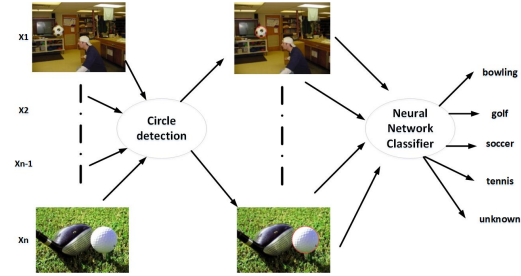 X1
X2
Xn-1
Xn
Circle
detection
Neural
Network
Classifier
bowling
golf
soccer
tennis
unknown